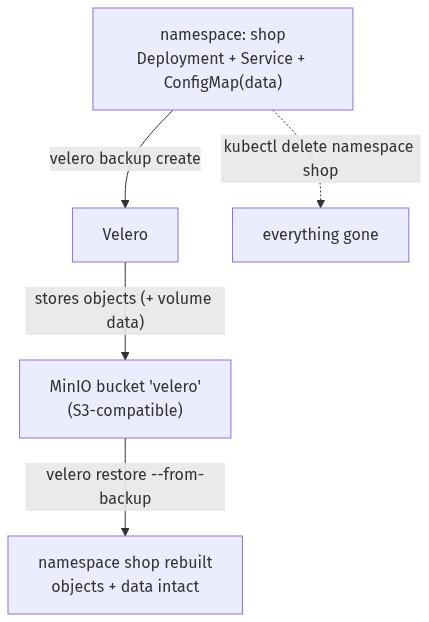 namespace: shop
Deployment + Service +
ConfigMap(data)
velero backup create
kubectl delete namespace
shop
Velero
everything gone
stores objects (+ volume
data)
MinIO bucket 'velero'
(S3-compatible)
velero restore --from-
backup
namespace shop rebuilt
objects + data intact